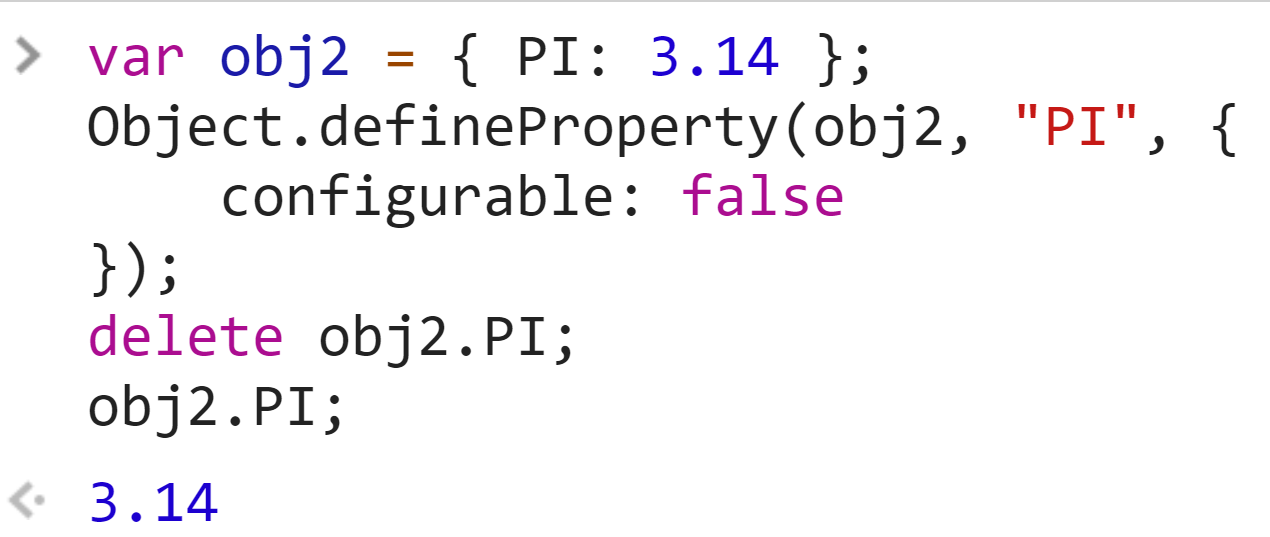 > var obj2 = { PI: 3.14 };
Object.defineProperty(obj2, "PI", {
    configurable: false
});
delete obj2.PI;
obj2.PI;
3.14